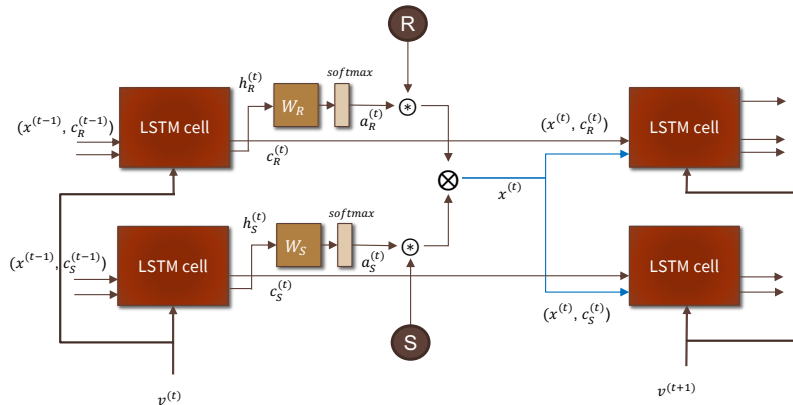 R
softmax
h_R^{(t)}
W_R
a_R^{(t)}
(x^{(t-1)}, c_R^{(t-1)})
LSTM cell
c_R^{(t)}
(x^{(t)}, c_R^{(t)})
LSTM cell
x^{(t)}
softmax
h_S^{(t)}
W_S
a_S^{(t)}
(x^{(t-1)}, c_S^{(t-1)})
LSTM cell
c_S^{(t)}
LSTM cell
(x^{(t)}, c_S^{(t)})
S
v^{(t)}
v^{(t+1)}